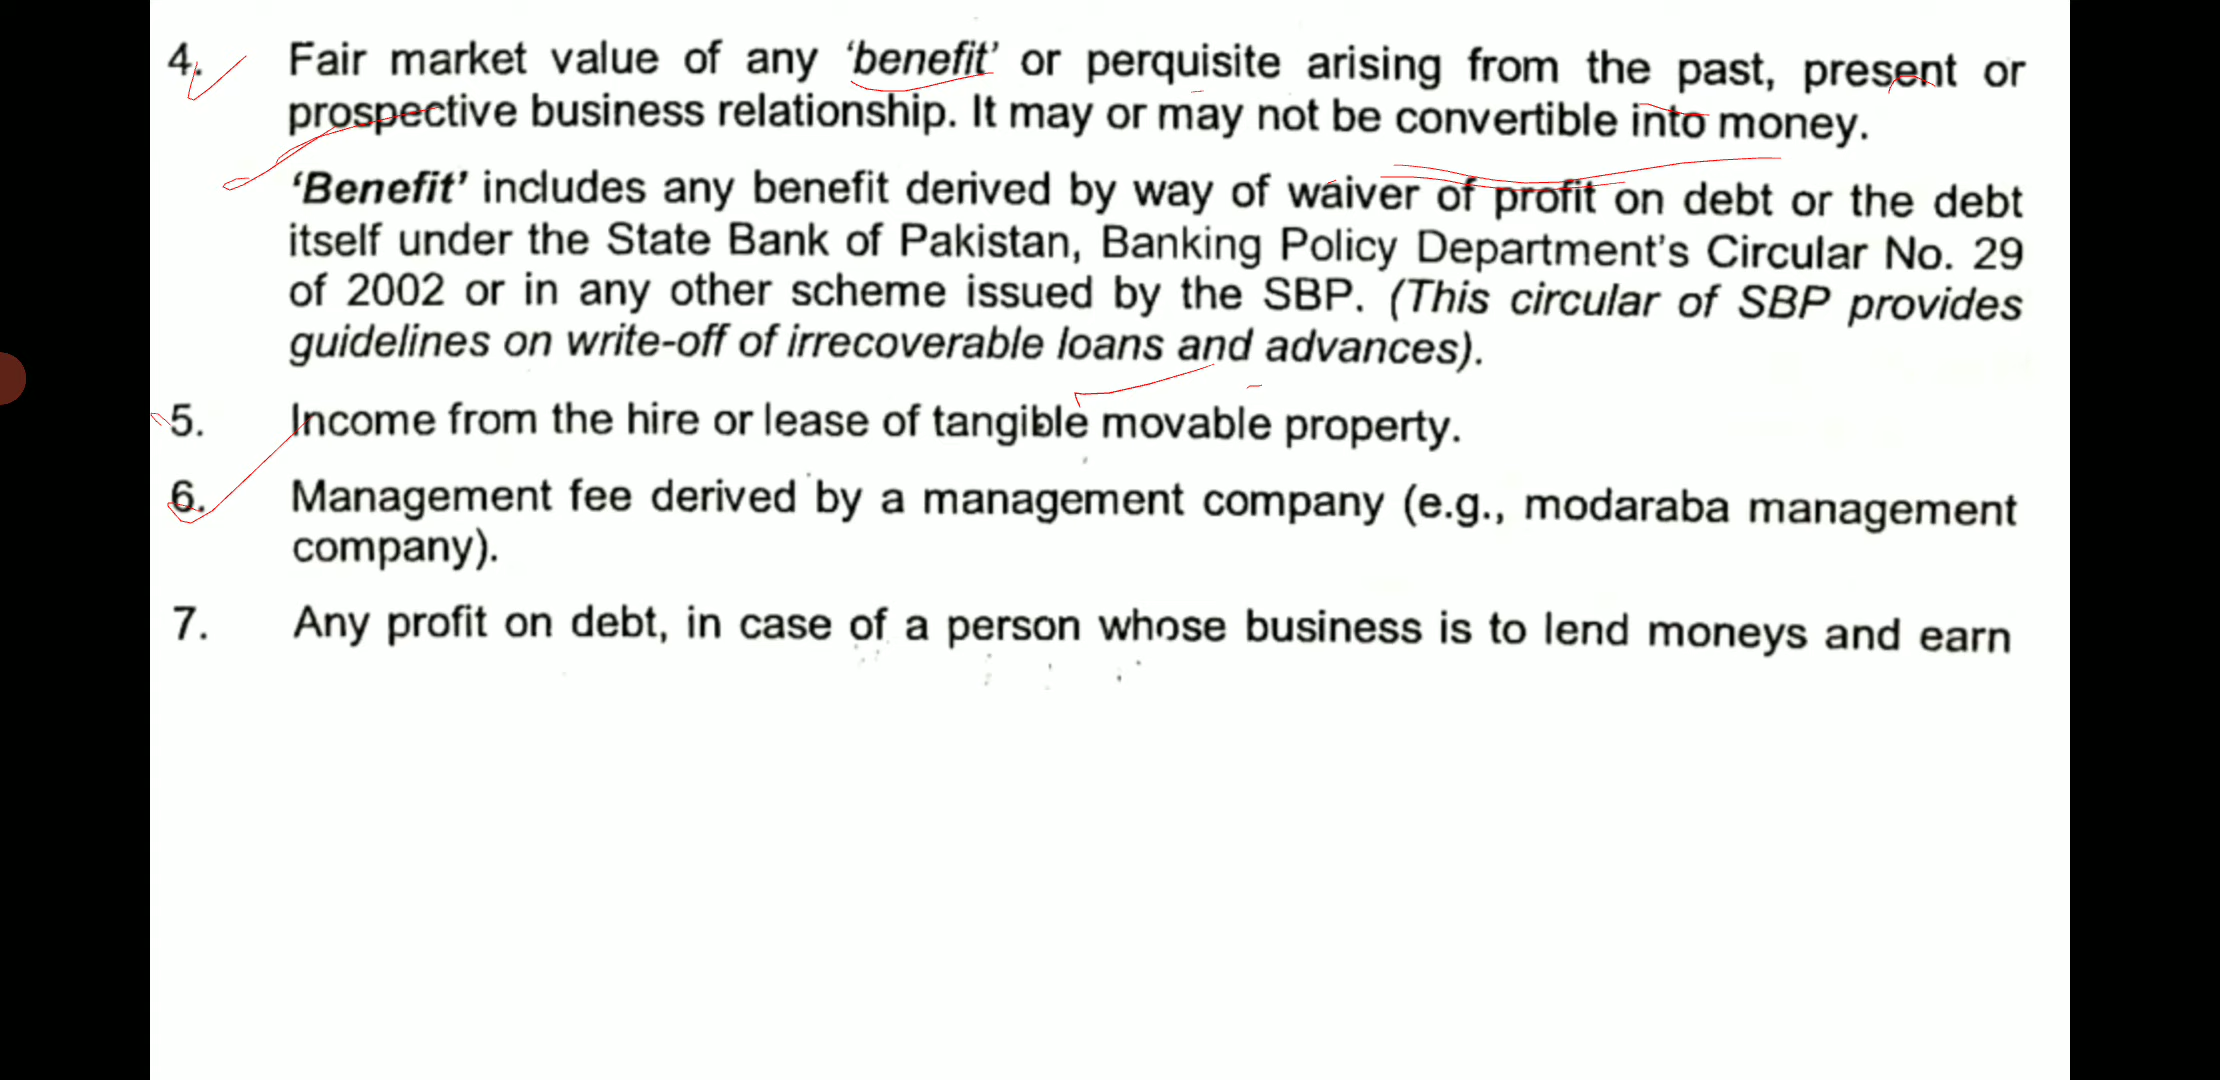 4. Fair market value of any ‘benefit’ or perquisite arising from the past, present or
prospective business relationship. It may or may not be convertible into money.
‘Benefit’ includes any benefit derived by way of waiver of profit on debt or the debt
itself under the State Bank of Pakistan, Banking Policy Department’s Circular No. 29
of 2002 or in any other scheme issued by the SBP. (This circular of SBP provides
guidelines on write-off of irrecoverable loans and advances).
5. Income from the hire or lease of tangible movable property.
6. Management fee derived by a management company (e.g., modaraba management
company).
7. Any profit on debt, in case of a person whose business is to lend moneys and earn